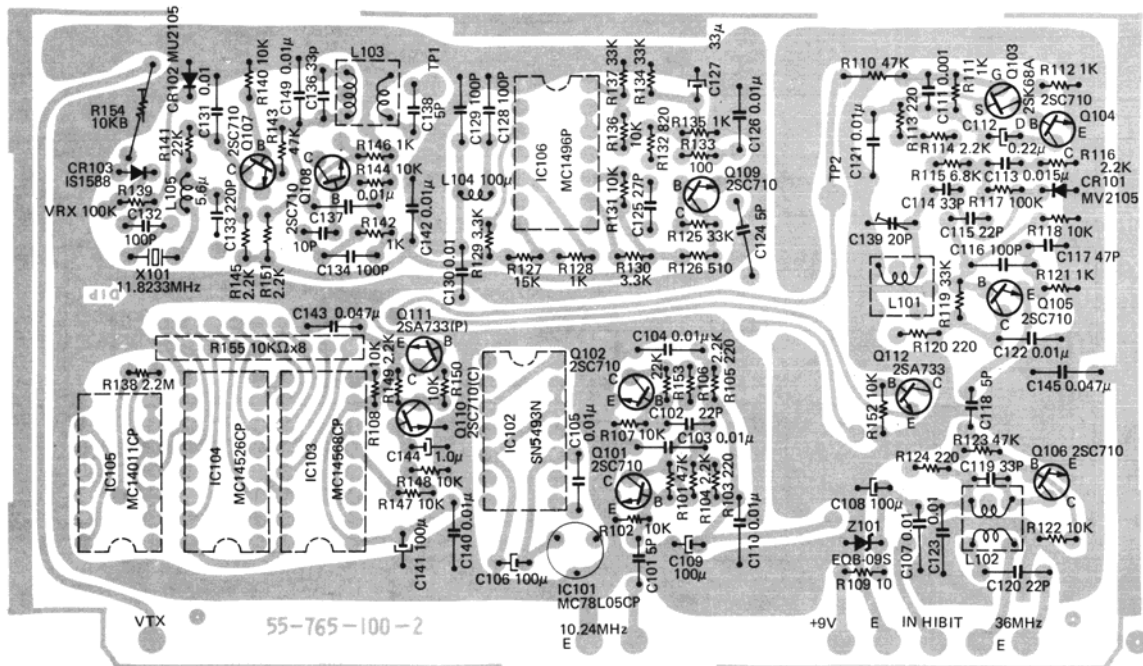 R154
10KB
CR102 MU2105
C131 0.01
R140 10K
C149 0.01μ
C136 33p
L103
TP1
C138
5P
C129 100P
C128 100P
R137 33K
R134 33K
C127 33μ
C126 0.01μ
R141
22K
2SC710
Q107
R143
47K
R146 1K
R144 10K
0.01μ
C137
10P
2SC710
Q108
R142
1K
C142 0.01μ
C134 100P
CR103
IS1588
R139
VRX 100K
C132
100P
L105
5.6μ
C133 220P
X101
11.8233MHz
R145
2.2K
R151
2.2K
B
C
C
B
L104 100μ
R129 3.3K
C130 0.01
IC106
MC1496P
R136
10K
R132 820
R135 1K
R133
100
R131 10K
C125 27P
Q109
2SC710
B
C
R125 33K
R126 510
C124 5P
R127
15K
R128
1K
R130
3.3K
R110 47K
C121 0.01μ
TP2
R113 220
C111 0.001
R111
1K
Q103
2SK68A
G
S
D
R112 1K
2SC710
Q104
B
E
C112
0.22μ
R114 2.2K
R115 6.8K
C113 0.015μ
R116
2.2K
CR101
MV2105
C114 33P
R117 100K
C139 20P
C115 22P
R118 10K
C116 100P
C117 47P
L101
R119 33K
R121 1K
Q105
2SC710
B
E
C
R120 220
C122 0.01μ
C145 0.047μ
DIP
C143 0.047μ
R155 10KΩx8
R138 2.2M
IC105
MC14011CP
IC104
MC14526CP
IC103
MC14568CP
Q111
2SA733(P)
E
B
C
R108 10K
R149 2.2K
10K
R150
Q110
2SC710(C)
C144
1.0μ
R148 10K
R147 10K
C141 100μ
C140 0.01μ
IC102
SN5493N
C105
0.01μ
C106 100μ
IC101
MC78L05CP
Q102
2SC710
C
E
B
C104 0.01μ
22K
R153
R106
2.2K
R105 220
C102 22P
R107 10K
C103 0.01μ
Q101
2SC710
C
E
B
R101 47K
R104 2.2K
R103 220
R102 10K
C101 5P
C109
100μ
C110 0.01μ
Q112
2SA733
B
C
E
R152 10K
C118 5P
R123 47K
R124 220
C119 33P
Q106 2SC710
B
E
C
C108 100μ
Z101
EQB-09S
R109 10
C107 0.01
C123 0.01
L102
R122 10K
C120 22P
VTX
55-765-100-2
10.24MHz
E
+9V
E
IN HIBIT
36MHz
E